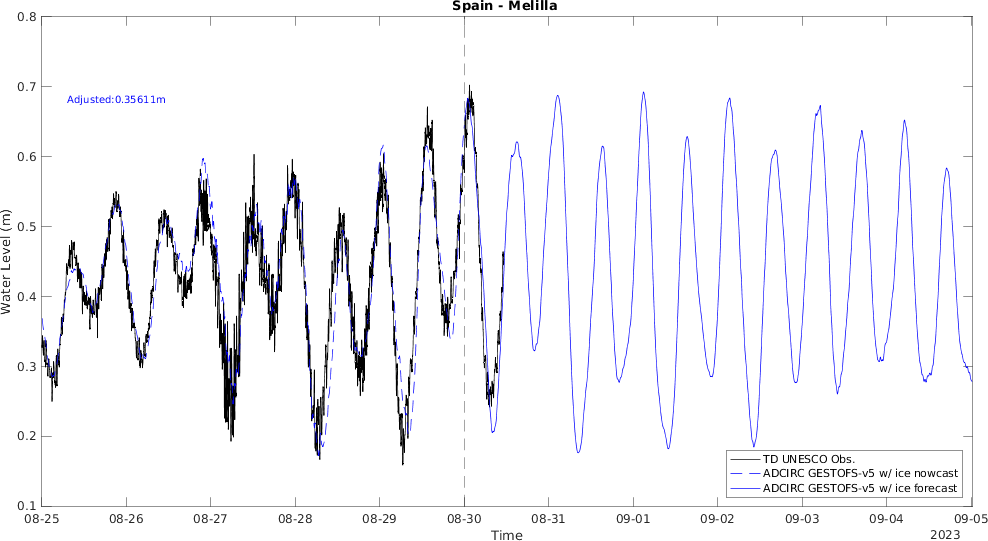 Spain - Melilla
0.8
0.7
0.6
0.5
0.4
0.3
0.2
0.1
Water Level (m)
Adjusted:0.35611m
TD UNESCO Obs.
ADCIRC GESTOFS-v5 w/ ice nowcast
ADCIRC GESTOFS-v5 w/ ice forecast
08-25 08-26 08-27 08-28 08-29 08-30 08-31 09-01 09-02 09-03 09-04 09-05
Time
2023